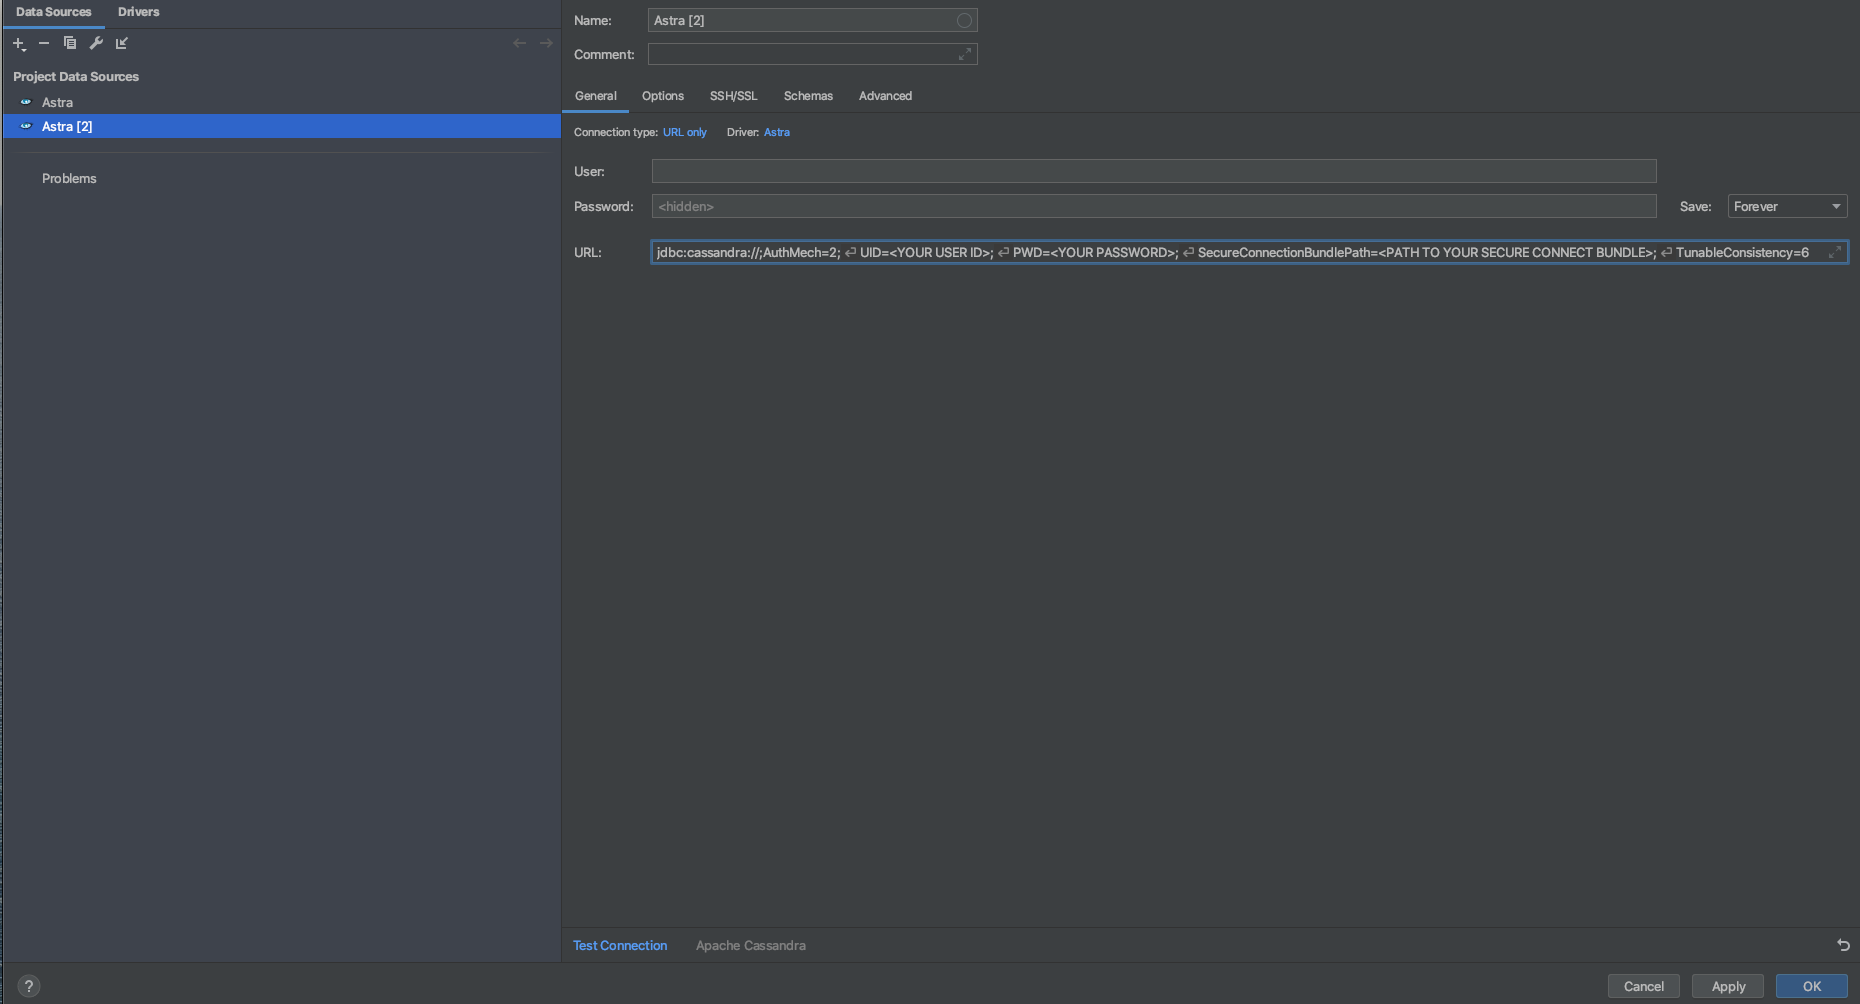 Data Sources Drivers
Project Data Sources
Astra
Astra [2]
Problems
Name: Astra [2]
Comment:
General Options SSH/SSL Schemas Advanced
Connection type: URL only Driver: Astra
User:
Password: <hidden> Save: Forever
URL: jdbc:cassandra://;AuthMech=2; ↵ UID=<YOUR USER ID>; ↵ PWD=<YOUR PASSWORD>; ↵ SecureConnectionBundlePath=<PATH TO YOUR SECURE CONNECT BUNDLE>; ↵ TunableConsistency=6
Test Connection Apache Cassandra
? Cancel Apply OK